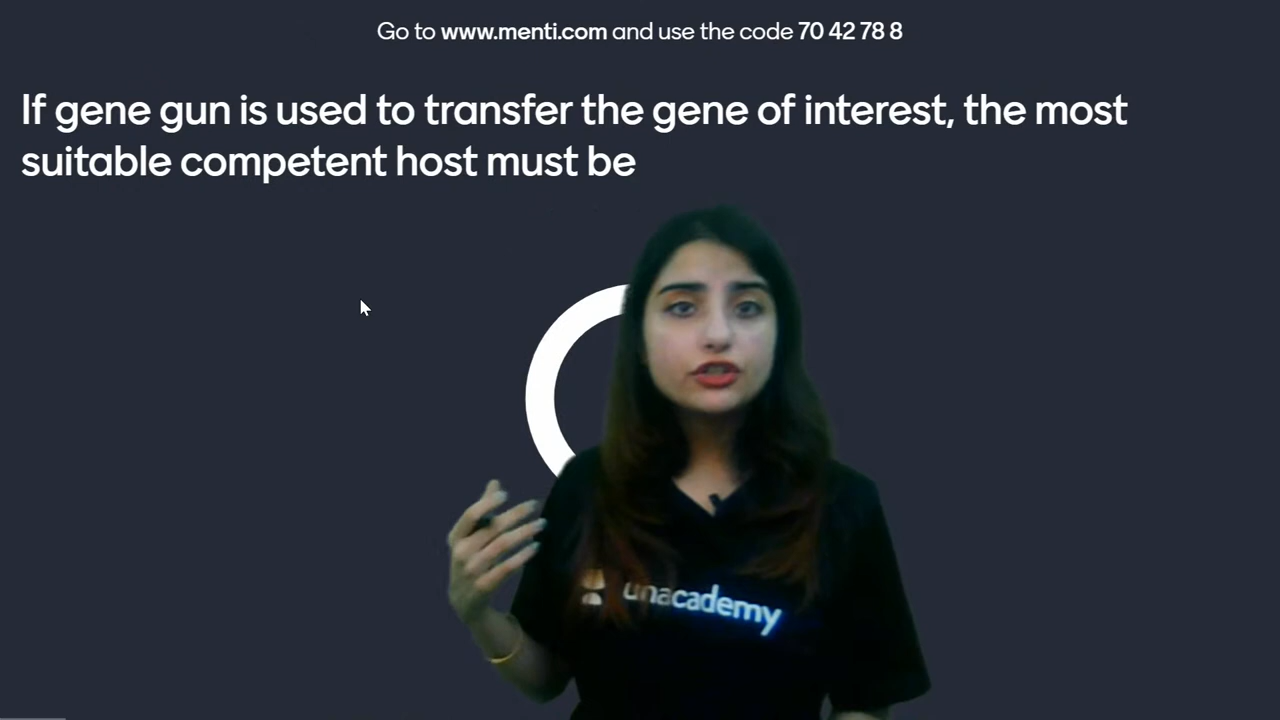 Go to www.menti.com and use the code 70 42 78 8
If gene gun is used to transfer the gene of interest, the most
suitable competent host must be
unacademy